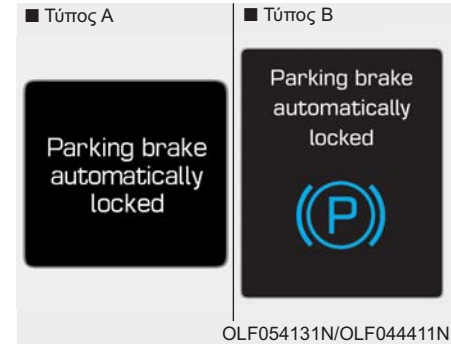 ■ Τύπος A
Parking brake
automatically
locked
■ Τύπος B
Parking brake
automatically
locked
P
OLF054131N/OLF044411N